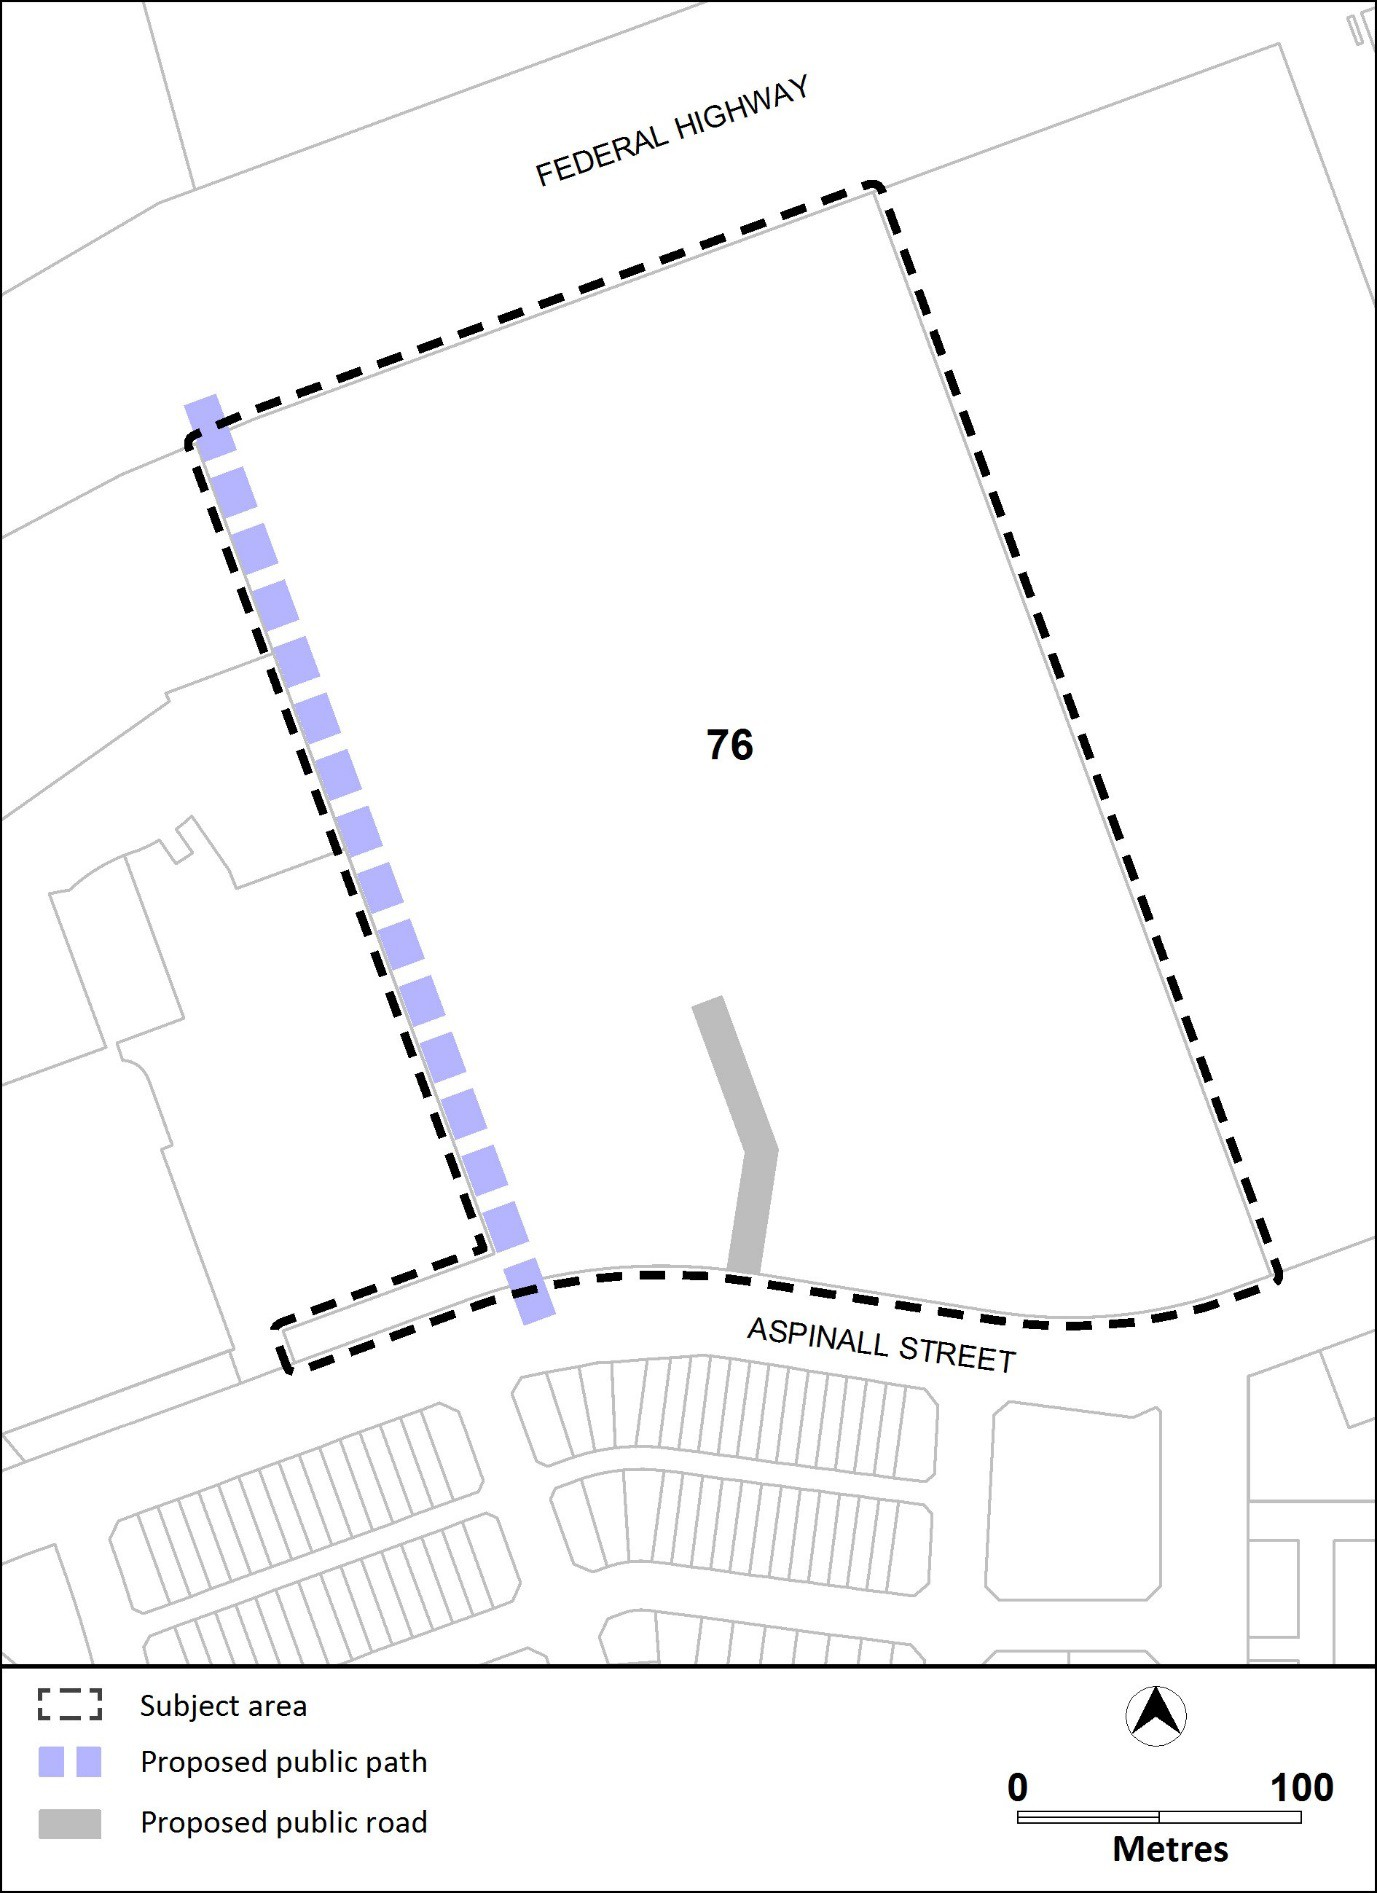 FEDERAL HIGHWAY
76
ASPINALL STREET
Subject area
Proposed public path
Proposed public road
0 100
Metres